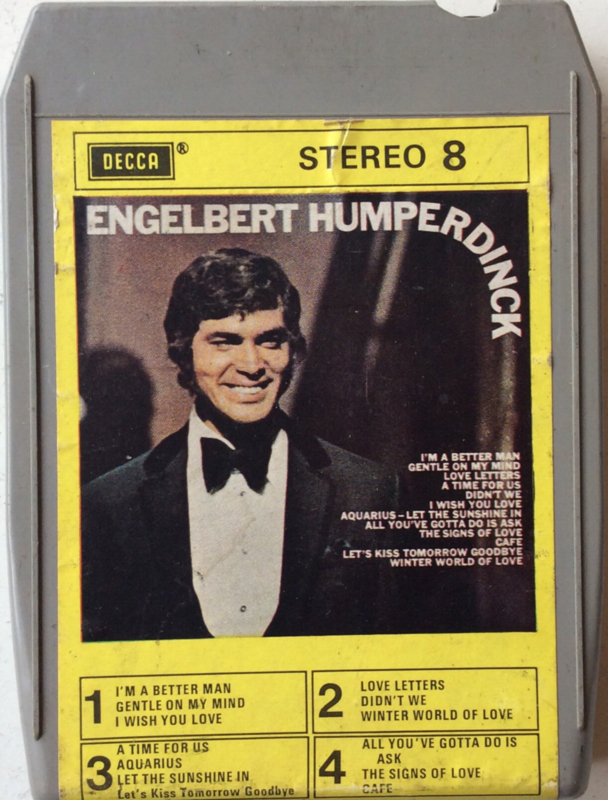 DECCA ®
STEREO 8
ENGELBERT HUMPERDINCK
I'M A BETTER MAN
GENTLE ON MY MIND
LOVE LETTERS
A TIME FOR US
DIDN'T WE
I WISH YOU LOVE
AQUARIUS – LET THE SUNSHINE IN
ALL YOU'VE GOTTA DO IS ASK
THE SIGNS OF LOVE
CAFE
LET'S KISS TOMORROW GOODBYE
WINTER WORLD OF LOVE
1
I'M A BETTER MAN
GENTLE ON MY MIND
I WISH YOU LOVE
2
LOVE LETTERS
DIDN'T WE
WINTER WORLD OF LOVE
3
A TIME FOR US
AQUARIUS
LET THE SUNSHINE IN
Let's Kiss Tomorrow Goodbye
4
ALL YOU'VE GOTTA DO IS
ASK
THE SIGNS OF LOVE
CAFE